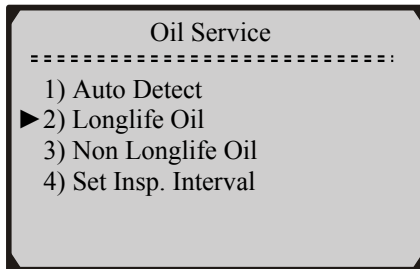 Oil Service
1) Auto Detect
►2) Longlife Oil
3) Non Longlife Oil
4) Set Insp. Interval